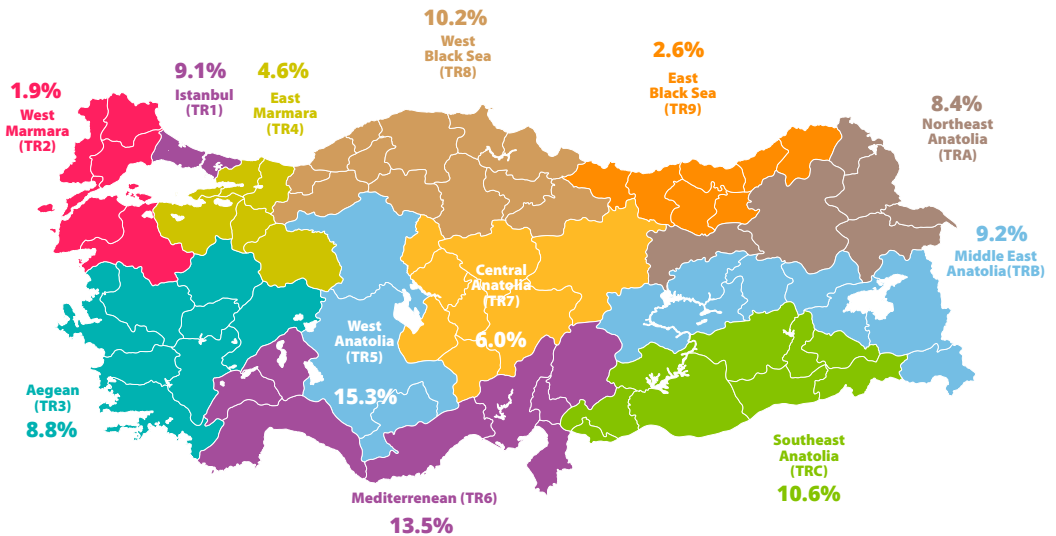 10.2%
West
Black Sea
(TR8)
2.6%
East
Black Sea
(TR9)
9.1%
Istanbul
(TR1)
4.6%
East
Marmara
(TR4)
1.9%
West
Marmara
(TR2)
8.4%
Northeast
Anatolia
(TRA)
9.2%
Middle East
Anatolia(TRB)
Central
Anatolia
(TR7)
6.0%
West
Anatolia
(TR5)
15.3%
Aegean
(TR3)
8.8%
Southeast
Anatolia
(TRC)
10.6%
Mediterrenean (TR6)
13.5%